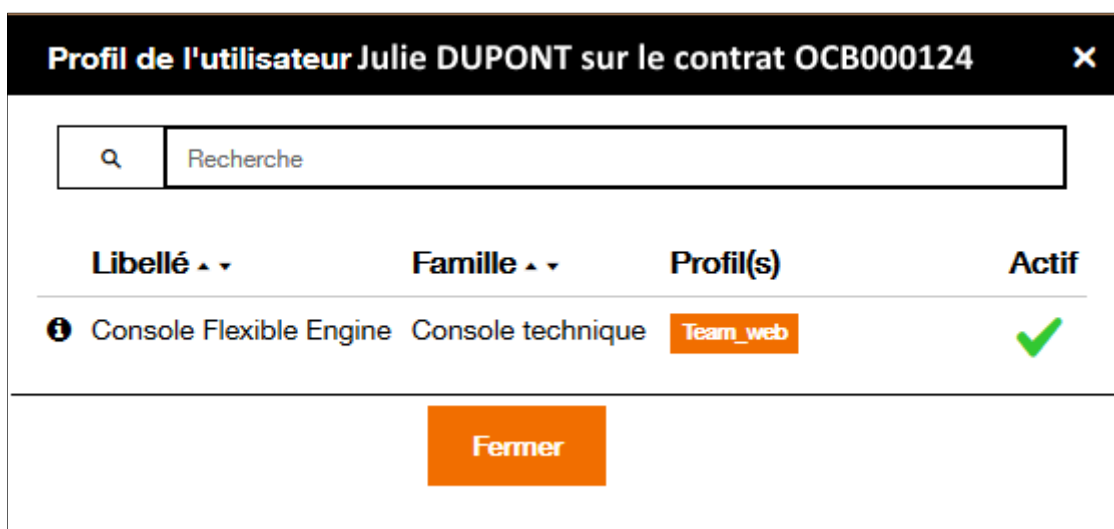 Profil de l'utilisateur Julie DUPONT sur le contrat OCB000124
Recherche
Libellé Famille Profil(s) Actif
Console Flexible Engine Console technique Team_web
Fermer